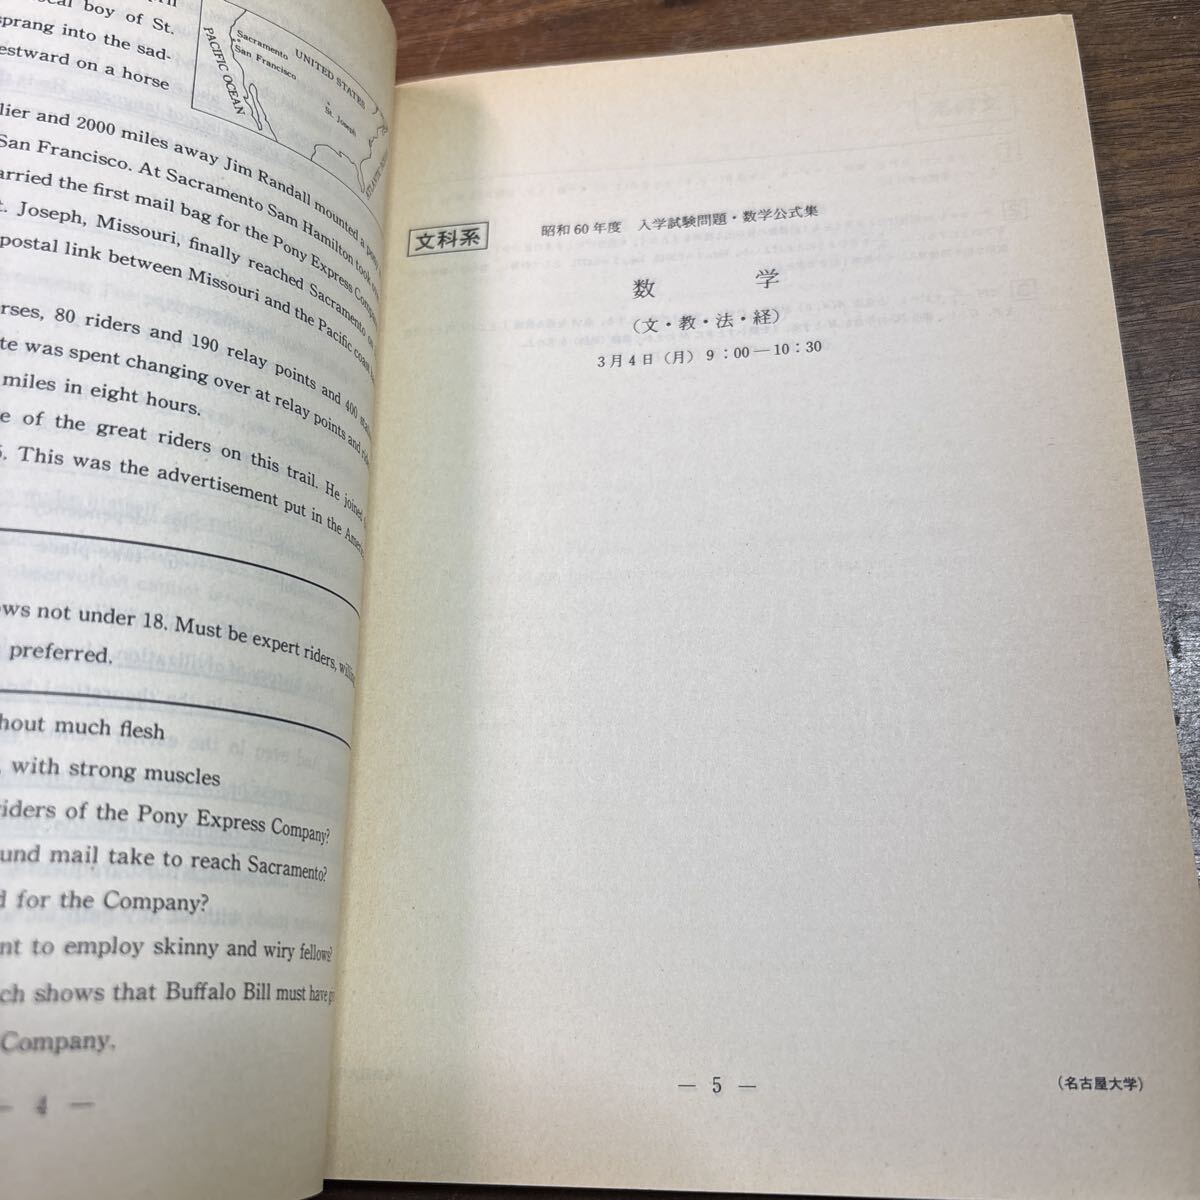 cal boy of St.
sprang into the sad-
estward on a horse
Sacramento
San Francisco
UNITED STATES
St. Joseph
PACIFIC OCEAN
lier and 2000 miles away Jim Randall mounted a pony
San Francisco. At Sacramento Sam Hamilton took
arried the first mail bag for the Pony Express Company
t. Joseph, Missouri, finally reached Sacramento on
postal link between Missouri and the Pacific coast
rses, 80 riders and 190 relay points and 400
te was spent changing over at relay points and
miles in eight hours.
e of the great riders on this trail. He joined
5. This was the advertisement put in the
ows not under 18. Must be expert riders, willing
preferred.
hout much flesh
, with strong muscles
riders of the Pony Express Company?
und mail take to reach Sacramento?
d for the Company?
nt to employ skinny and wiry fellows?
ch shows that Buffalo Bill must have
Company.
— 4 —
文科系
昭和60年度 入学試験問題・数学公式集
数 学
(文・教・法・経)
3月4日(月) 9:00—10:30
— 5 —
(名古屋大学)